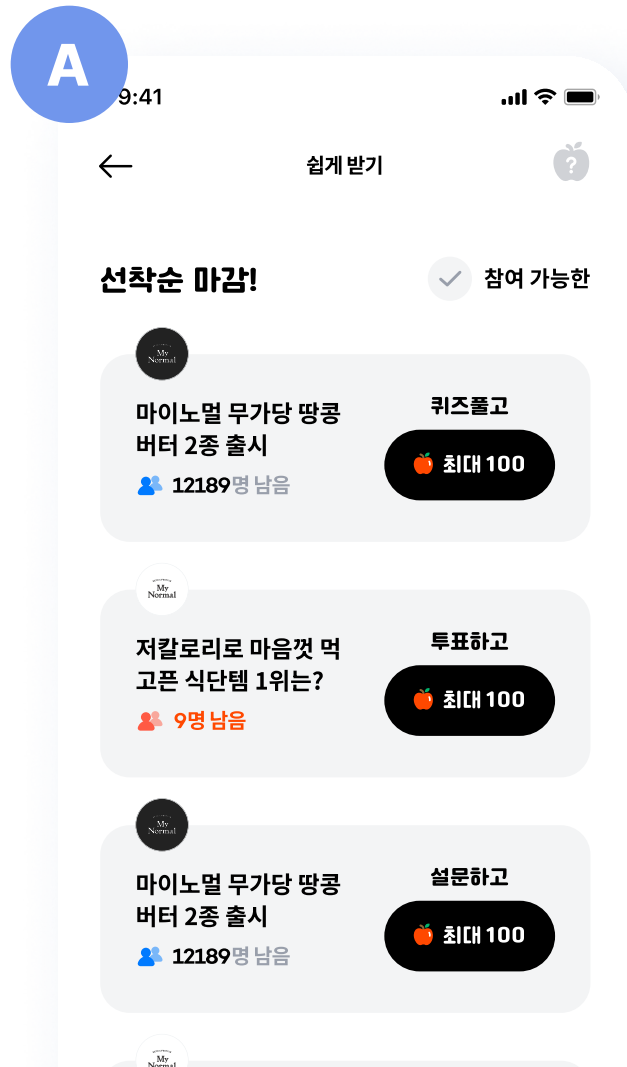 A
9:41
쉽게 받기
?
선착순 마감!
참여 가능한
My
Normal
마이노멀 무가당 땅콩
버터 2종 출시
12189명 남음
퀴즈풀고
최대 100
My
Normal
저칼로리로 마음껏 먹
고픈 식단템 1위는?
9명 남음
투표하고
최대 100
My
Normal
마이노멀 무가당 땅콩
버터 2종 출시
12189명 남음
설문하고
최대 100
My
Normal